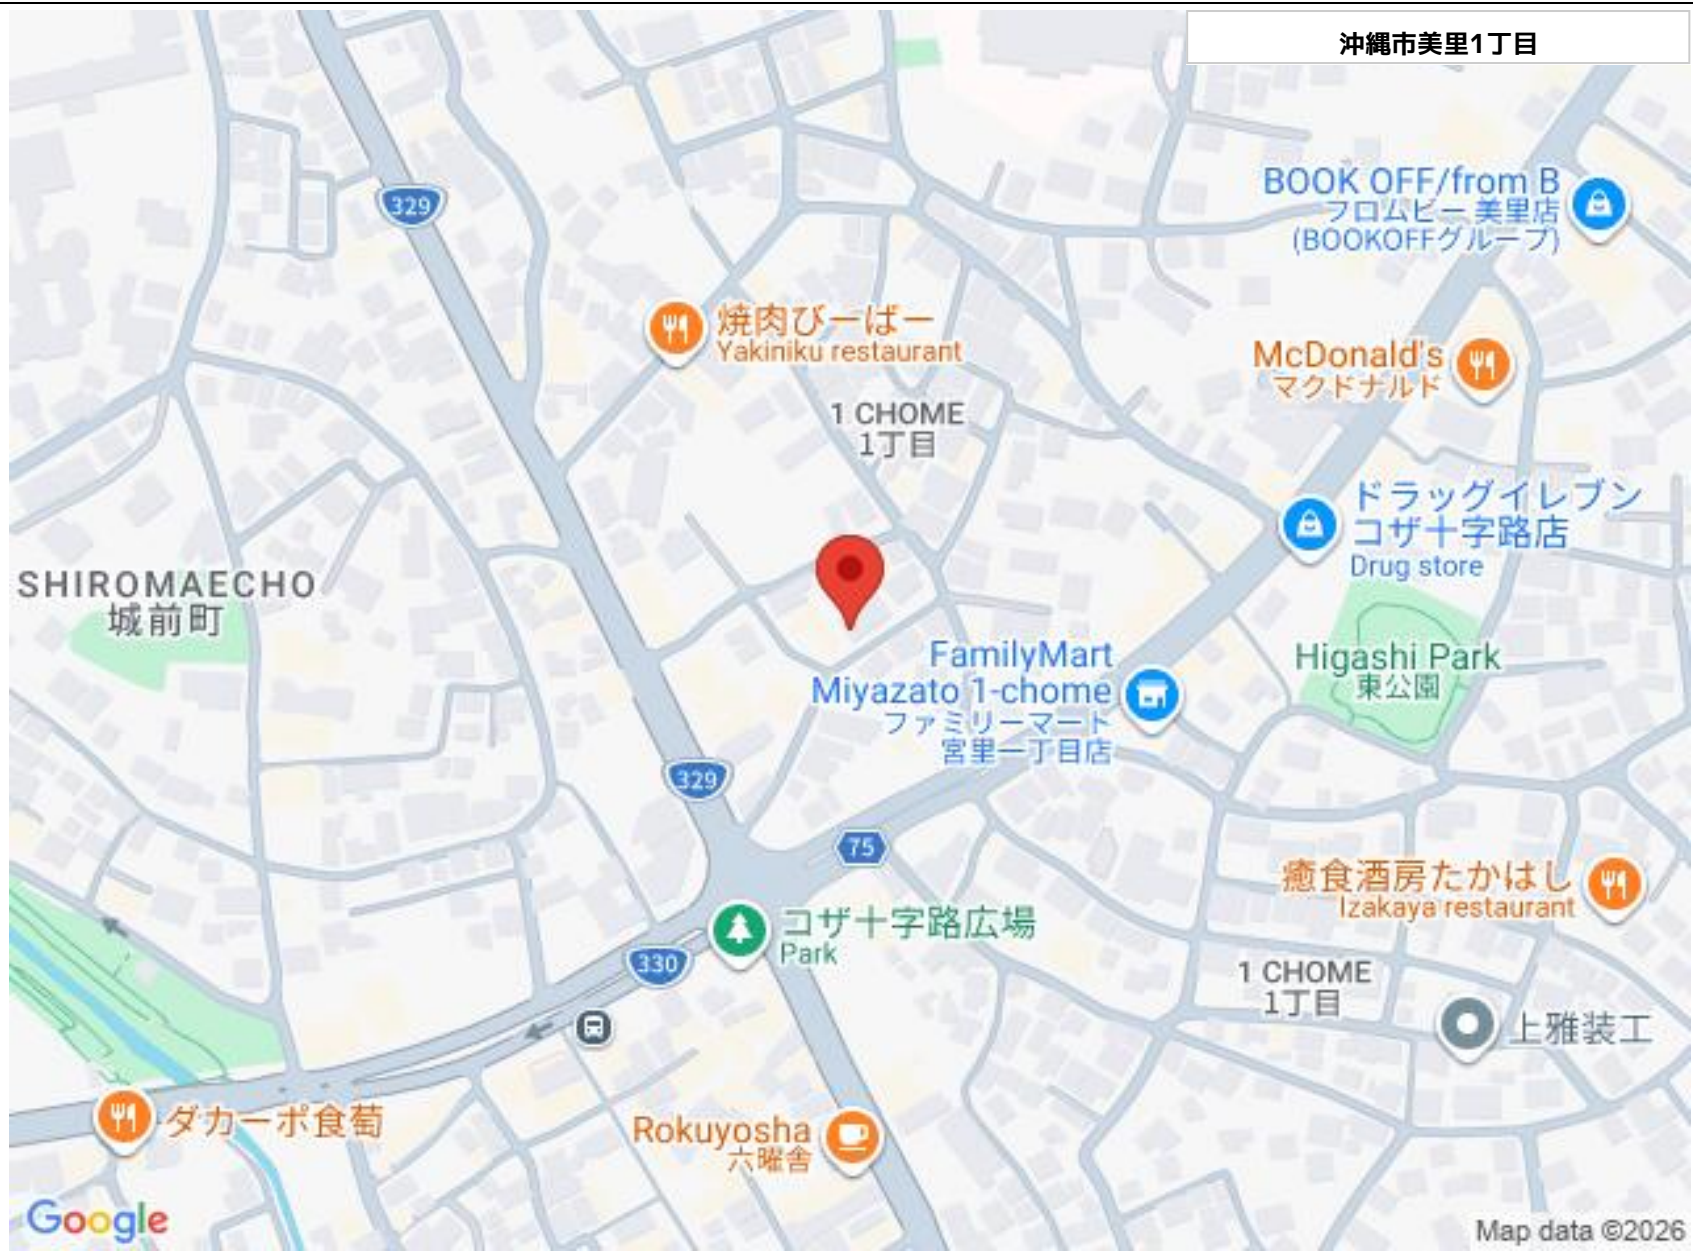 沖縄市美里1丁目
329
BOOK OFF/from B
フロムビー 美里店
(BOOKOFFグループ)
焼肉びーばー
Yakiniku restaurant
McDonald's
マクドナルド
1 CHOME
1丁目
ドラッグイレブン
コザ十字路店
Drug store
SHIROMAECHO
城前町
FamilyMart
Miyazato 1-chome
ファミリーマート
宮里一丁目店
Higashi Park
東公園
329
75
癒食酒房たかはし
Izakaya restaurant
コザ十字路広場
Park
330
1 CHOME
1丁目
上雅装工
ダカーポ食萄
Rokuyosha
六曜舎
Google
Map data ©2026